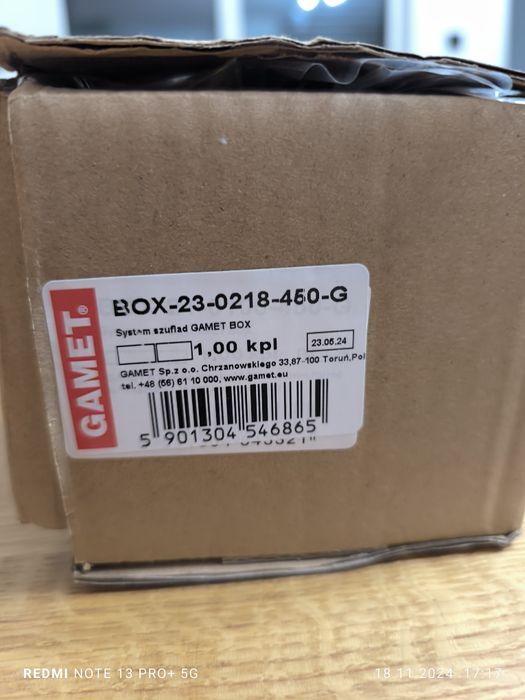 GAMET®
BOX-23-0218-450-G
System szuflad GAMET BOX
1,00 kpl
23.05.24
GAMET Sp.z o.o. Chrzanowskiego 33,87-100 Toruń,Pol
tel. +48 (56) 61 10 000, www.gamet.eu
5 901304 546865
REDMI NOTE 13 PRO+ 5G
18.11.2024 17:17